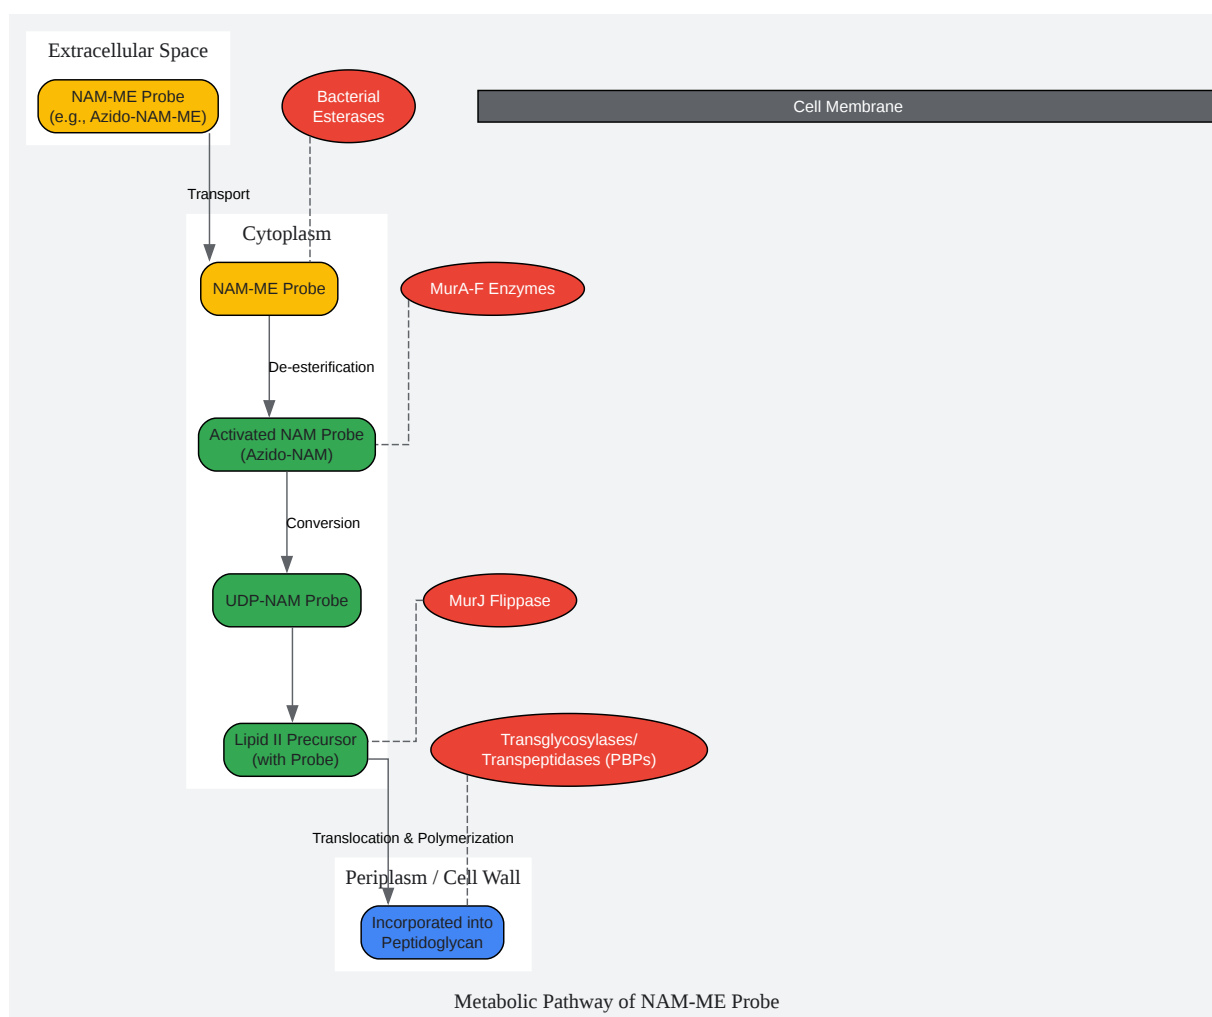 Extracellular Space
NAM-ME Probe
(e.g., Azido-NAM-ME)
Bacterial
Esterases
Cell Membrane
Transport
Cytoplasm
NAM-ME Probe
MurA-F Enzymes
De-esterification
Activated NAM Probe
(Azido-NAM)
Conversion
UDP-NAM Probe
MurJ Flippase
Lipid II Precursor
(with Probe)
Transglycosylases/
Transpeptidases (PBPs)
Translocation & Polymerization
Periplasm / Cell Wall
Incorporated into
Peptidoglycan
Metabolic Pathway of NAM-ME Probe